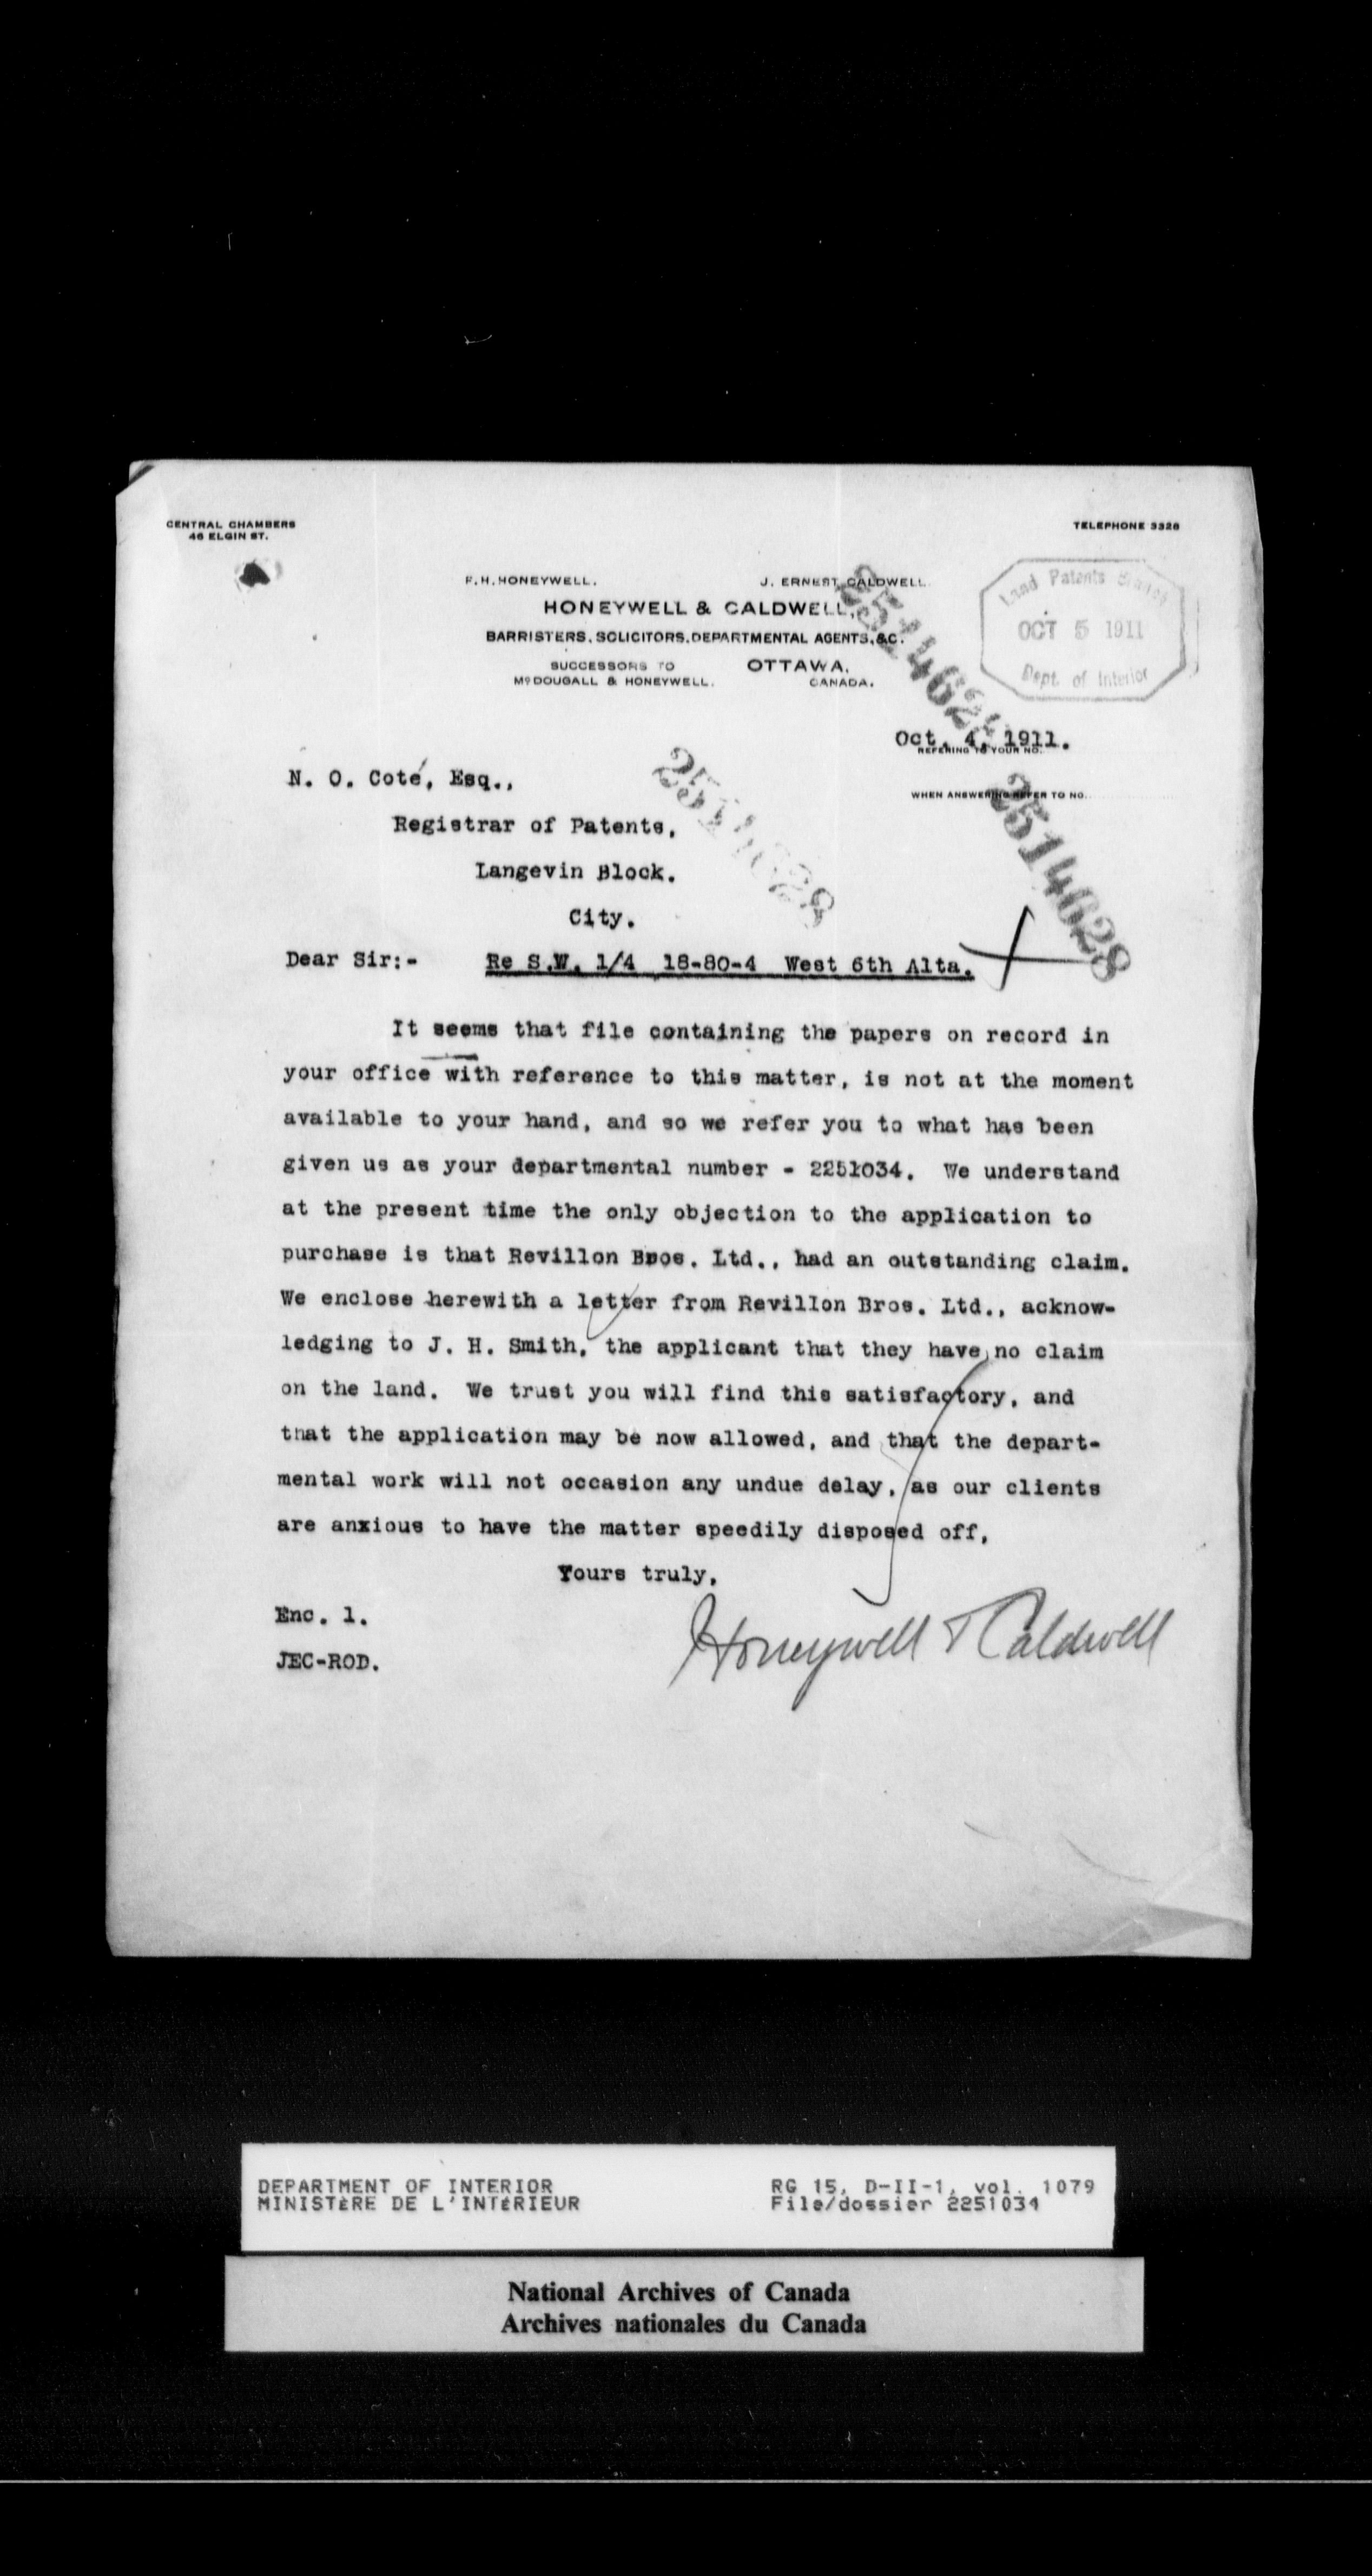 CENTRAL CHAMBERS
46 ELGIN ST.
TELEPHONE 3328
F. H. HONEYWELL.
J. ERNEST CALDWELL
HONEYWELL & CALDWELL,
BARRISTERS, SOLICITORS, DEPARTMENTAL AGENTS, &C.
SUCCESSORS TO
McDOUGALL & HONEYWELL.
OTTAWA,
CANADA.
Land Patents Branch
OCT 5 1911
Dept. of Interior
2514628
Oct. 4, 1911.
REFERING TO YOUR NO.
WHEN ANSWERING REFER TO NO.
2514628
2514628
N. O. Coté, Esq.,
Registrar of Patents,
Langevin Block.
City.
Dear Sir:- Re S.W. 1/4 18-80-4 West 6th Alta.
It seems that file containing the papers on record in
your office with reference to this matter, is not at the moment
available to your hand, and so we refer you to what has been
given us as your departmental number - 2251034. We understand
at the present time the only objection to the application to
purchase is that Revillon Bros. Ltd., had an outstanding claim.
We enclose herewith a letter from Revillon Bros. Ltd., acknow-
ledging to J. H. Smith, the applicant that they have no claim
on the land. We trust you will find this satisfactory, and
that the application may be now allowed, and that the depart-
mental work will not occasion any undue delay, as our clients
are anxious to have the matter speedily disposed off,
Yours truly,
Honeywell & Caldwell
Enc. 1.
JEC-ROD.
DEPARTMENT OF INTERIOR
MINISTÈRE DE L'INTÉRIEUR
RG 15, D-II-1, vol. 1079
File/dossier 2251034
National Archives of Canada
Archives nationales du Canada